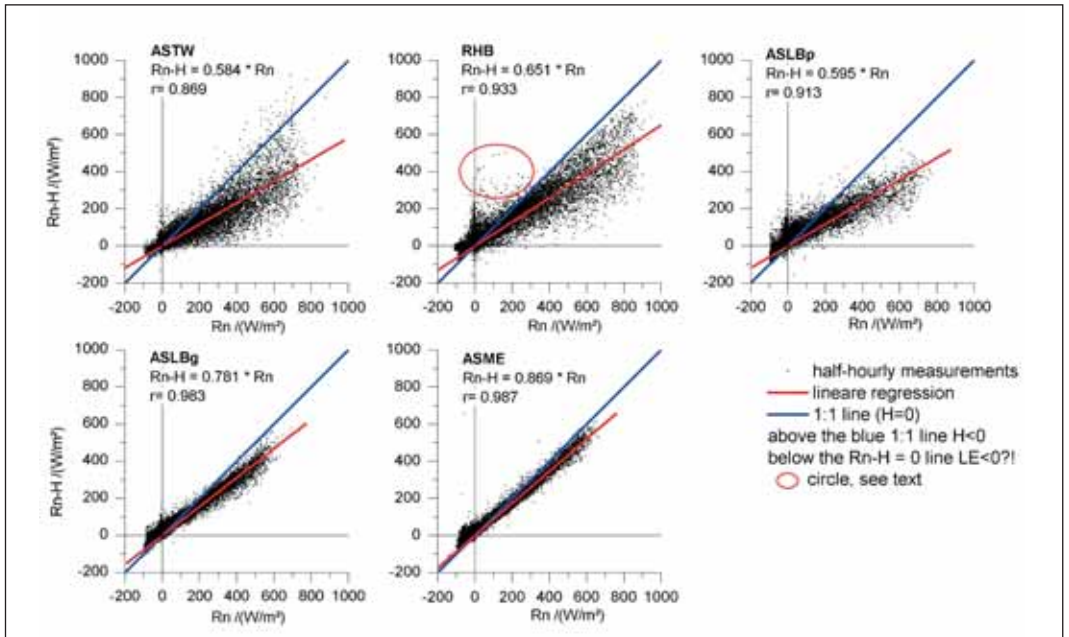 ASTW
Rn-H = 0.584 * Rn
r= 0.869
1000
800
600
400
200
0
-200
-200 0 200 400 600 800 1000
Rn-H /(W/m²)
Rn /(W/m²)
RHB
Rn-H = 0.651 * Rn
r= 0.933
1000
800
600
400
200
0
-200
-200 0 200 400 600 800 1000
Rn /(W/m²)
ASLBp
Rn-H = 0.595 * Rn
r= 0.913
1000
800
600
400
200
0
-200
-200 0 200 400 600 800 1000
Rn /(W/m²)
ASLBg
Rn-H = 0.781 * Rn
r= 0.983
1000
800
600
400
200
0
-200
-200 0 200 400 600 800 1000
Rn-H /(W/m²)
Rn /(W/m²)
ASME
Rn-H = 0.869 * Rn
r= 0.987
1000
800
600
400
200
0
-200
-200 0 200 400 600 800 1000
Rn /(W/m²)
half-hourly measurements
lineare regression
1:1 line (H=0)
above the blue 1:1 line H<0
below the Rn-H = 0 line LE<0?!
circle, see text